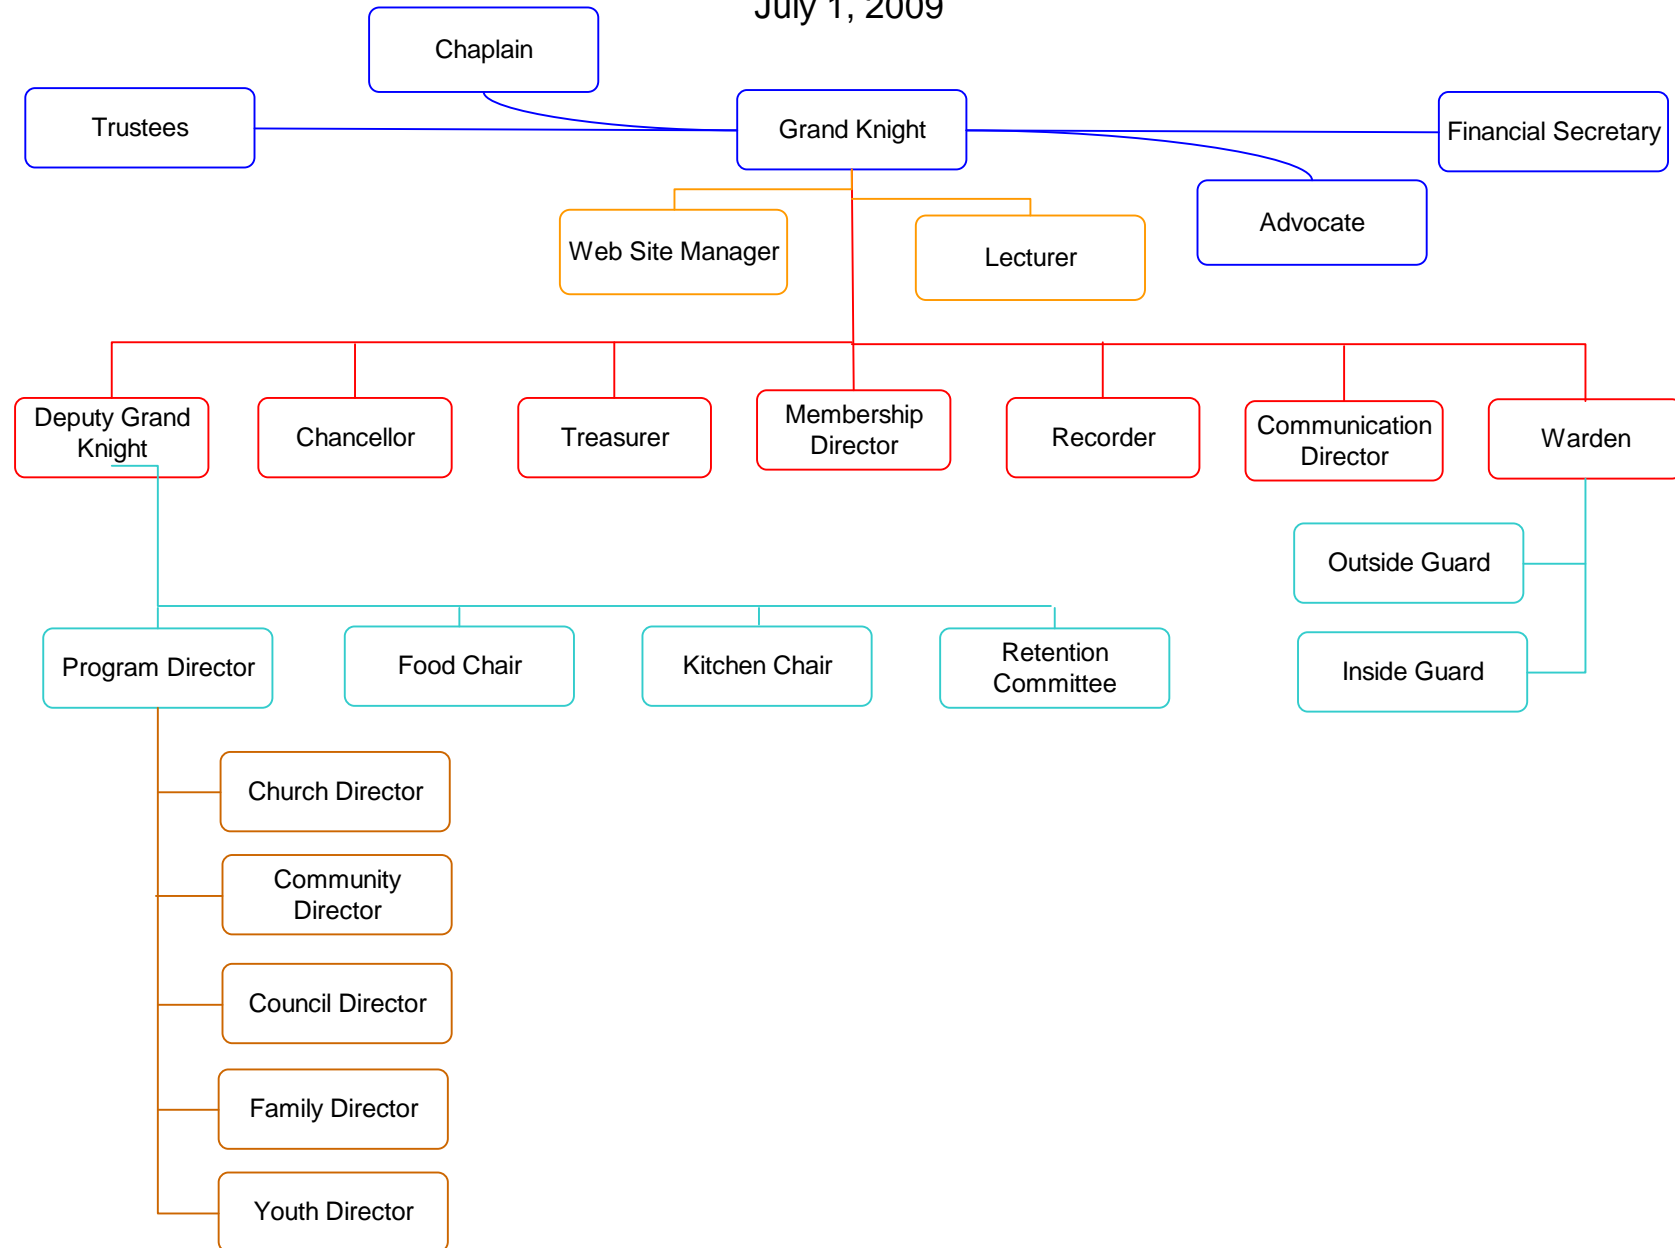 July 1, 2009
Chaplain
Trustees
Grand Knight
Financial Secretary
Advocate
Web Site Manager
Lecturer
Deputy Grand
Knight
Chancellor
Treasurer
Membership
Director
Recorder
Communication
Director
Warden
Outside Guard
Inside Guard
Program Director
Food Chair
Kitchen Chair
Retention
Committee
Church Director
Community
Director
Council Director
Family Director
Youth Director